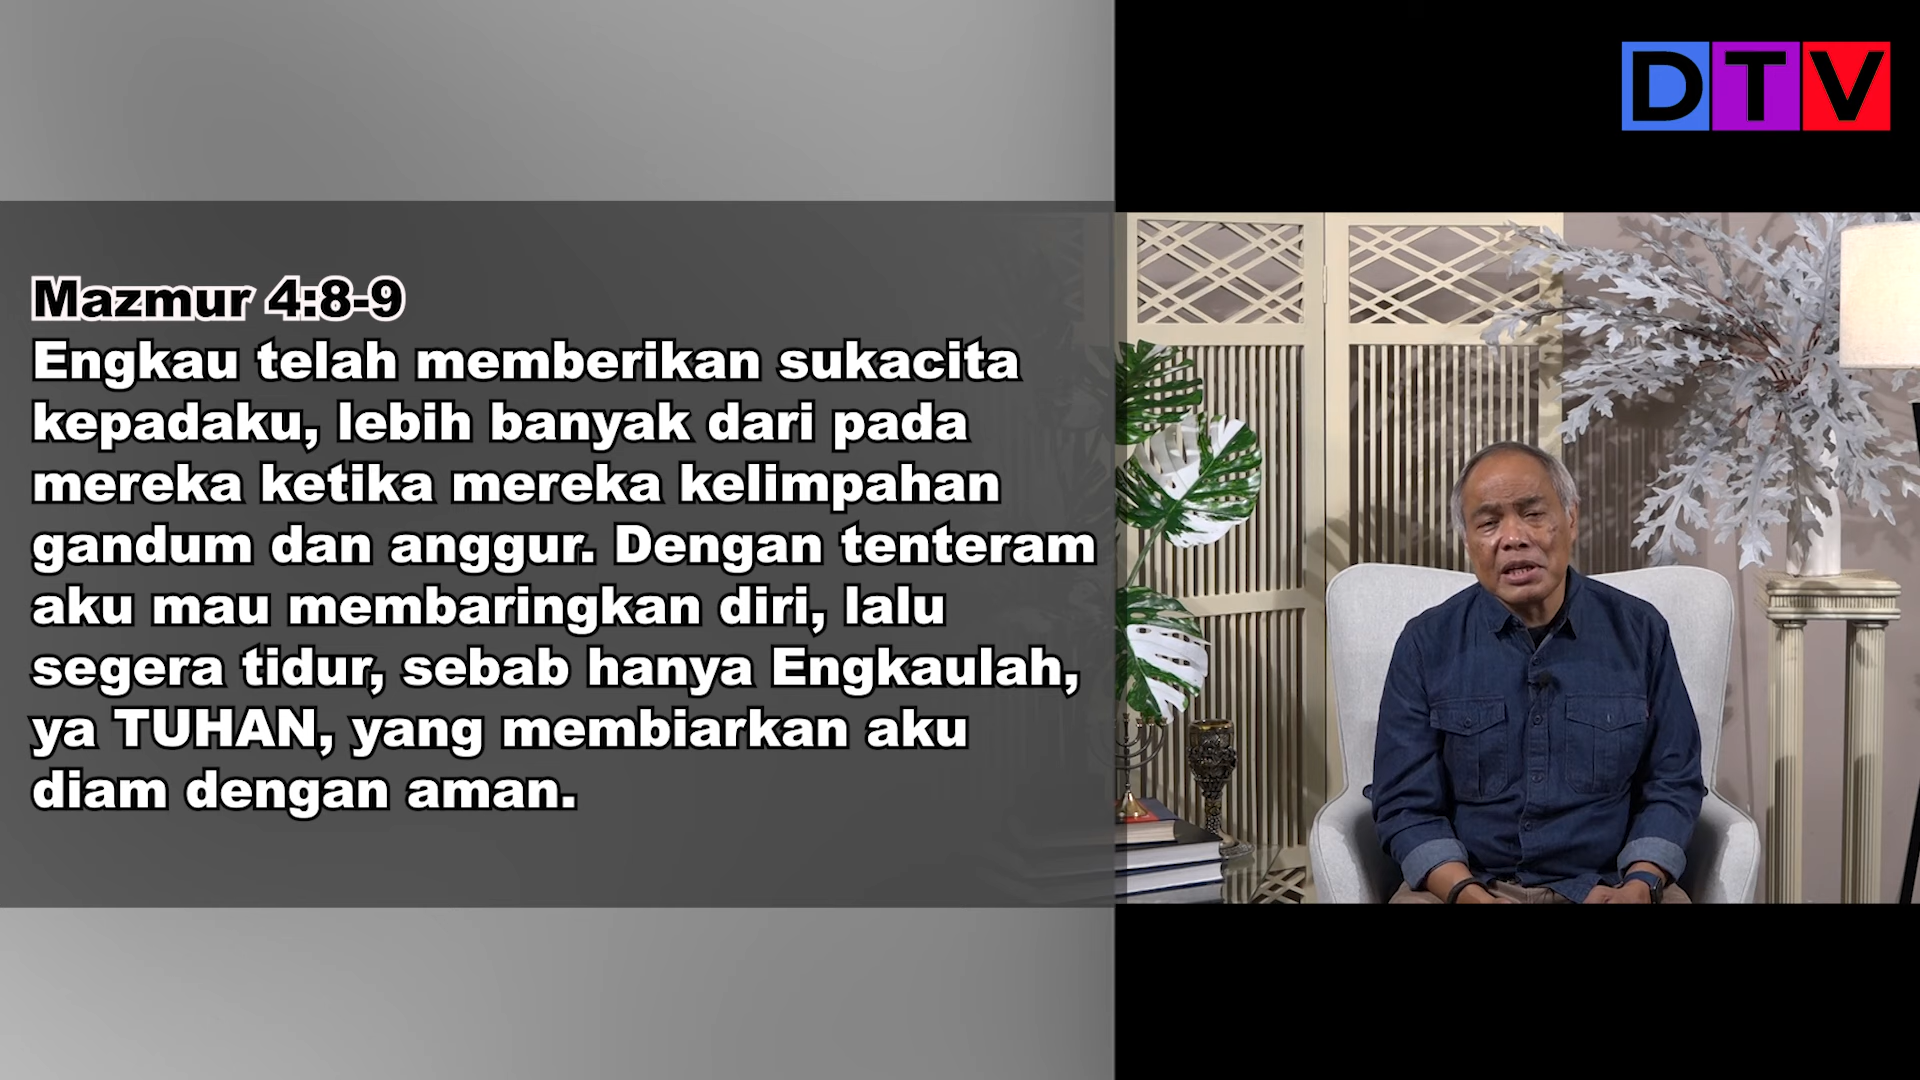 DTV
Mazmur 4:8-9
Engkau telah memberikan sukacita
kepadaku, lebih banyak dari pada
mereka ketika mereka kelimpahan
gandum dan anggur. Dengan tenteram
aku mau membaringkan diri, lalu
segera tidur, sebab hanya Engkaulah,
ya TUHAN, yang membiarkan aku
diam dengan aman.